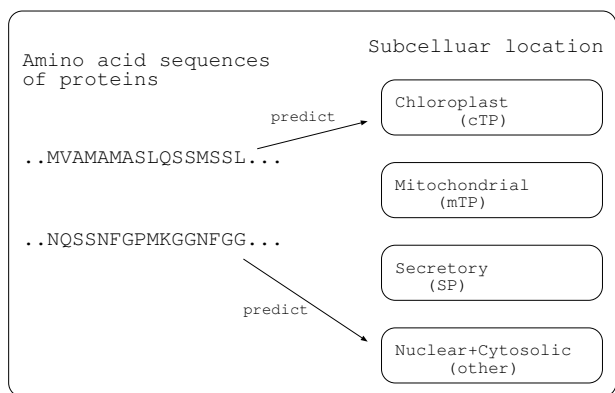 Amino acid sequences
of proteins
..MVAMAMASLQSSMSSL...
..NQSSNFGPMKGGNFGG...
predict
predict
Subcelluar location
Chloroplast
(cTP)
Mitochondrial
(mTP)
Secretory
(SP)
Nuclear+Cytosolic
(other)